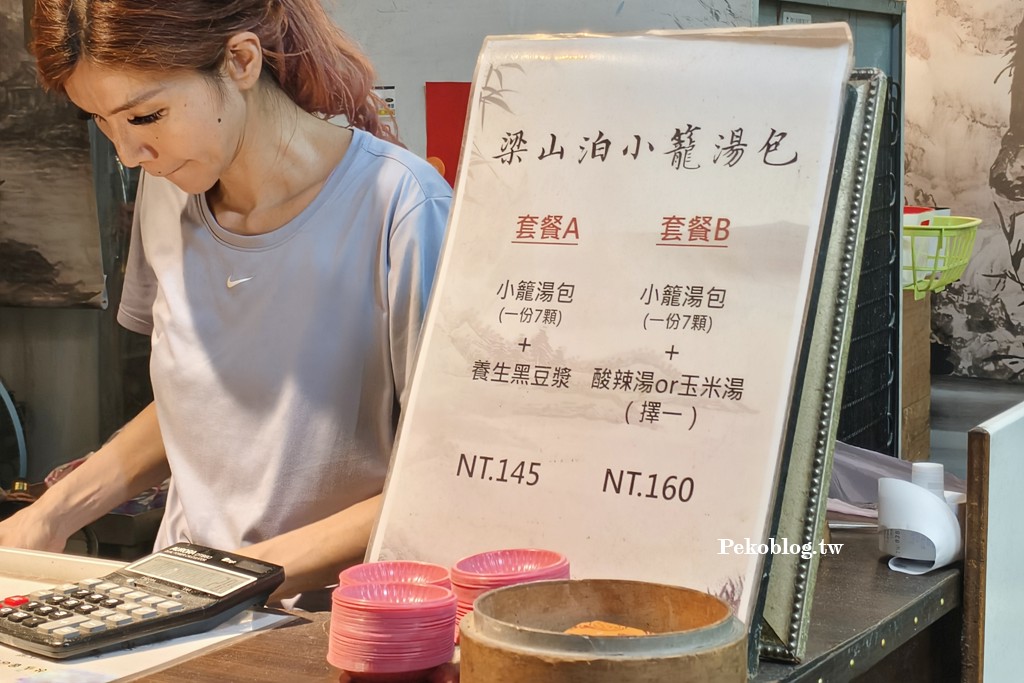 梁山泊小籠湯包
套餐A
小籠湯包
(一份7顆)
+
養生黑豆漿
NT.145
套餐B
小籠湯包
(一份7顆)
+
酸辣湯or玉米湯
(擇一)
NT.160
Pekoblog.tw